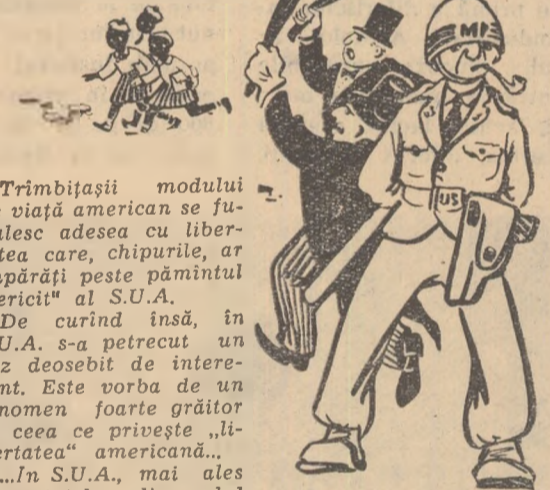 MP
US
Trîmbițașii modului
viață american se fu-
lesc adesea cu liber-
tea care, chipurile, ar
părăți peste pămîntul
ericit" al S.U.A.
De curînd însă, în
U.A. s-a petrecut un
z deosebit de intere-
nt. Este vorba de un
nomen foarte grăitor
ceea ce privește „li-
ertatea“ americană...
...In S.U.A., mai ales